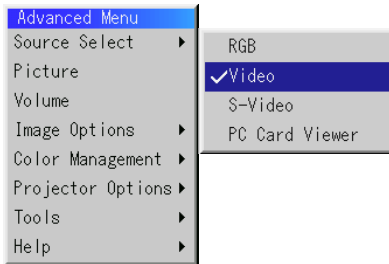 Advanced Menu
Source Select
Picture
Volume
Image Options
Color Management
Projector Options
Tools
Help
RGB
Video
S-Video
PC Card Viewer